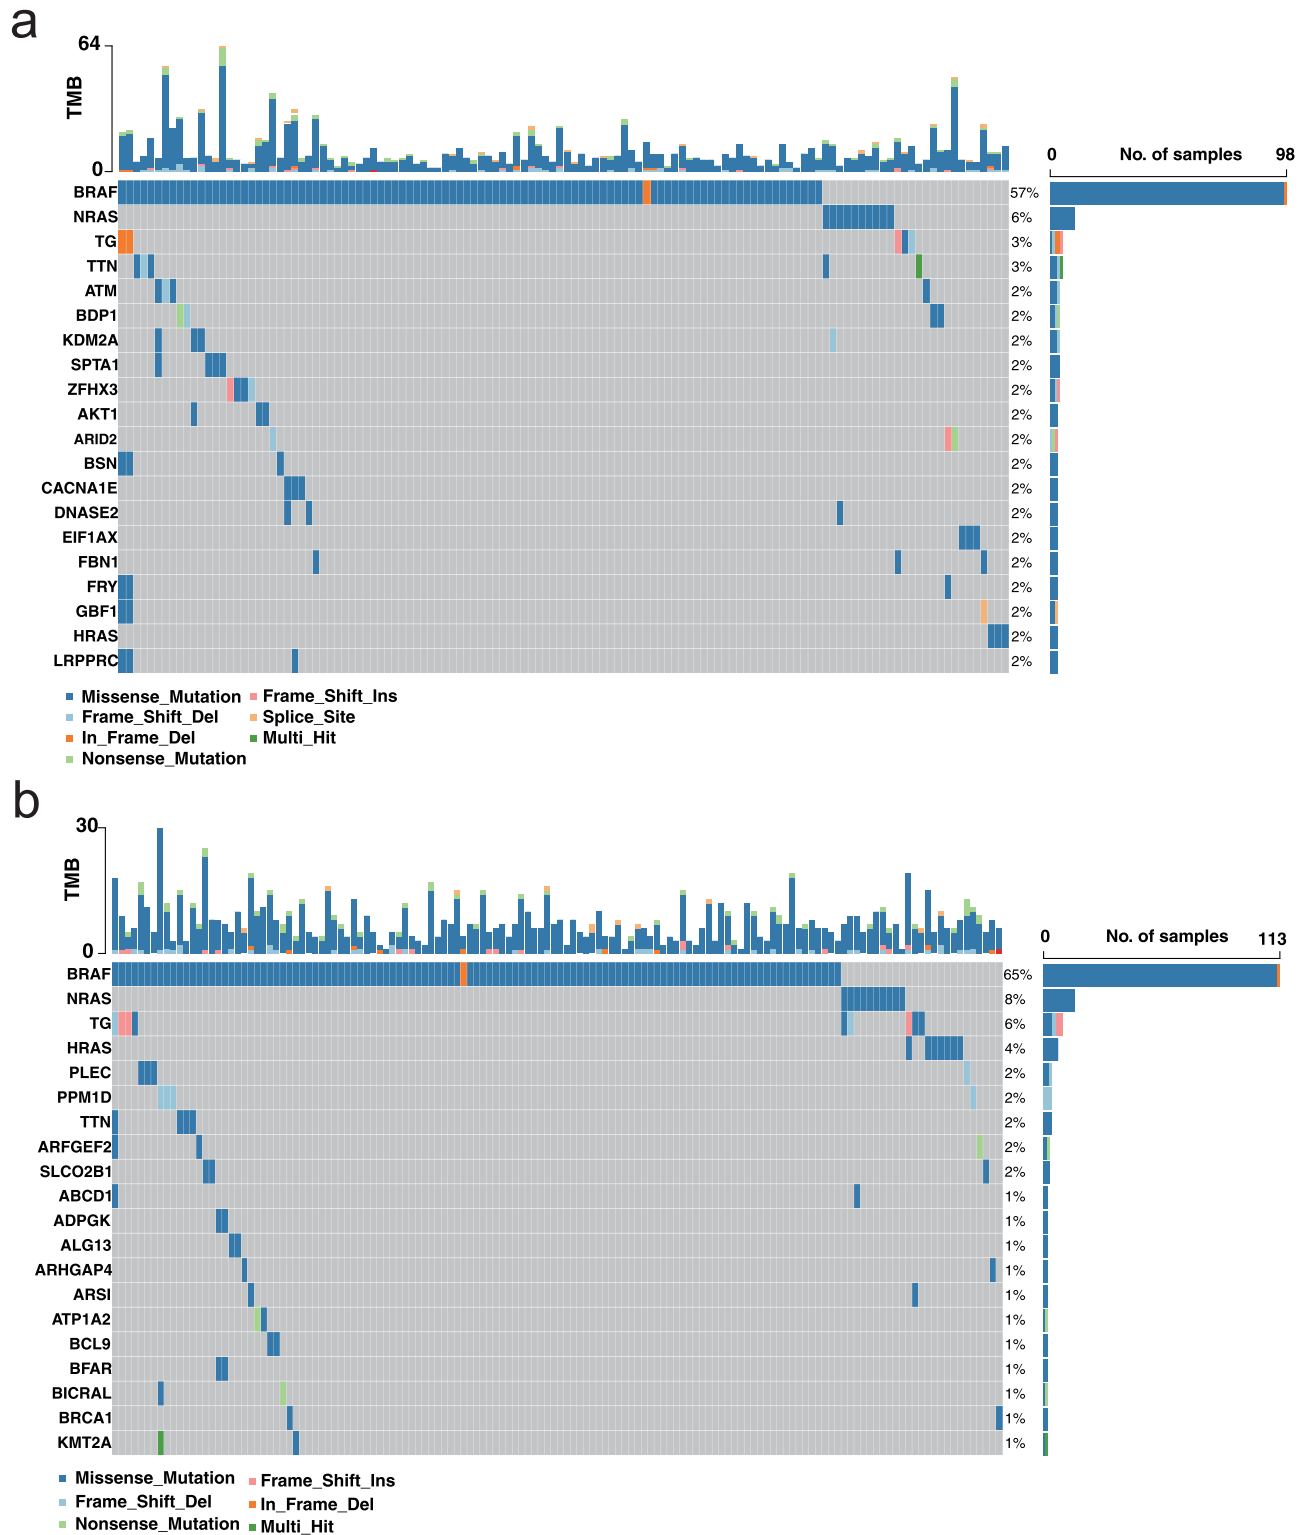 a
64
TMB
0
0 No. of samples 98
BRAF 57%
NRAS 6%
TG 3%
TTN 3%
ATM 2%
BDP1 2%
KDM2A 2%
SPTA1 2%
ZFHX3 2%
AKT1 2%
ARID2 2%
BSN 2%
CACNA1E 2%
DNASE2 2%
EIF1AX 2%
FBN1 2%
FRY 2%
GBF1 2%
HRAS 2%
LRPPRC 2%
Missense_Mutation Frame_Shift_Ins
Frame_Shift_Del Splice_Site
In_Frame_Del Multi_Hit
Nonsense_Mutation
b
30
TMB
0
0 No. of samples 113
BRAF 65%
NRAS 8%
TG 6%
HRAS 4%
PLEC 2%
PPM1D 2%
TTN 2%
ARFGEF2 2%
SLCO2B1 2%
ABCD1 1%
ADPGK 1%
ALG13 1%
ARHGAP4 1%
ARSI 1%
ATP1A2 1%
BCL9 1%
BFAR 1%
BICRAL 1%
BRCA1 1%
KMT2A 1%
Missense_Mutation Frame_Shift_Ins
Frame_Shift_Del In_Frame_Del
Nonsense_Mutation Multi_Hit